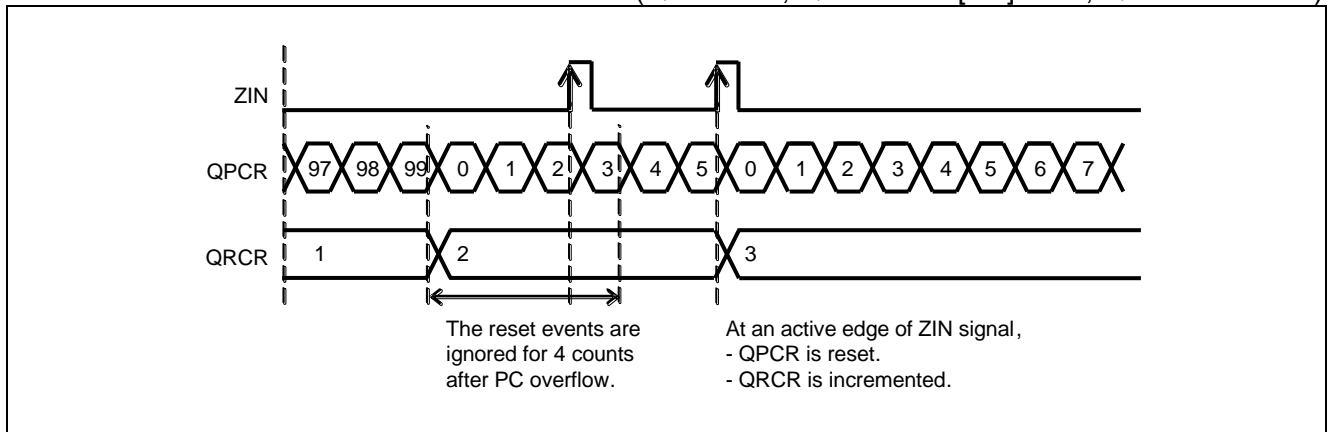 ZIN
QPCR 97 98 99 0 1 2 3 4 5 0 1 2 3 4 5 6 7
QRCR 1 2 3
The reset events are
ignored for 4 counts
after PC overflow.
At an active edge of ZIN signal,
- QPCR is reset.
- QRCR is incremented.